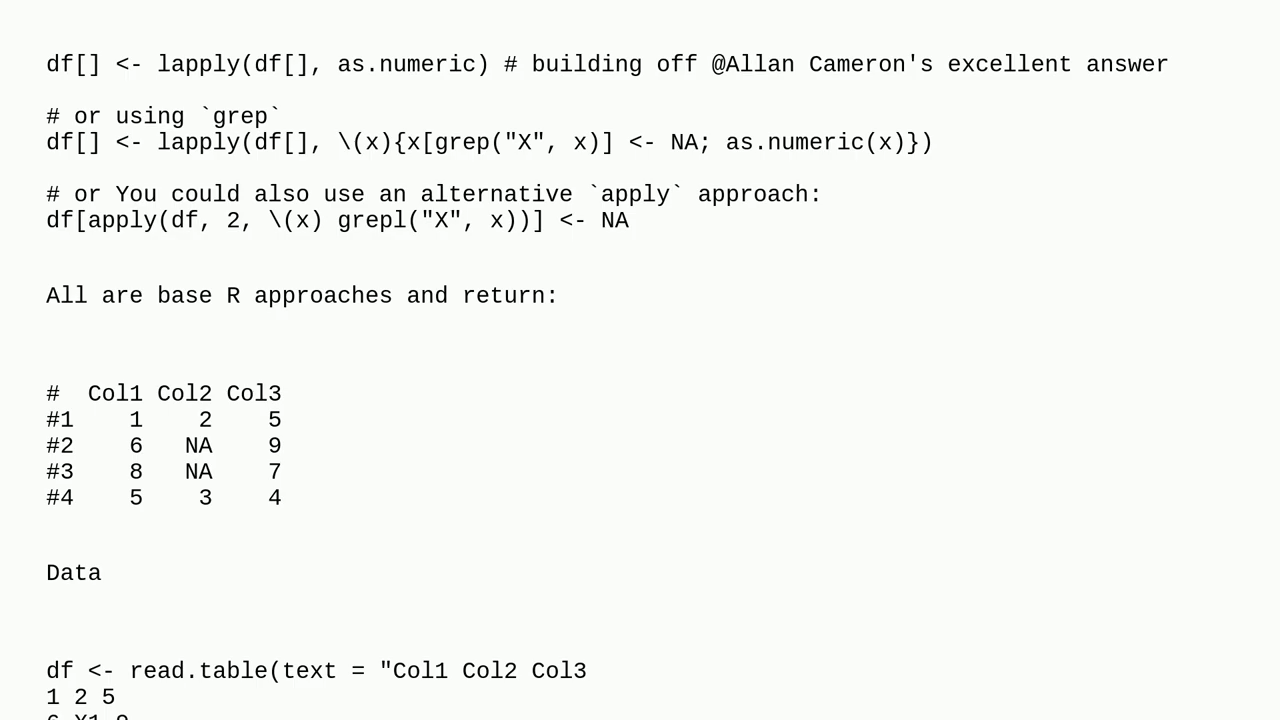 df[] <- lapply(df[], as.numeric) # building off @Allan Cameron's excellent answer
# or using `grep`
df[] <- lapply(df[], \(x){x[grep("X", x)] <- NA; as.numeric(x)})
# or You could also use an alternative `apply` approach:
df[apply(df, 2, \(x) grepl("X", x))] <- NA
All are base R approaches and return:
#  Col1 Col2 Col3
#1    1    2    5
#2    6   NA    9
#3    8   NA    7
#4    5    3    4
Data
df <- read.table(text = "Col1 Col2 Col3
1 2 5
6 X1 9